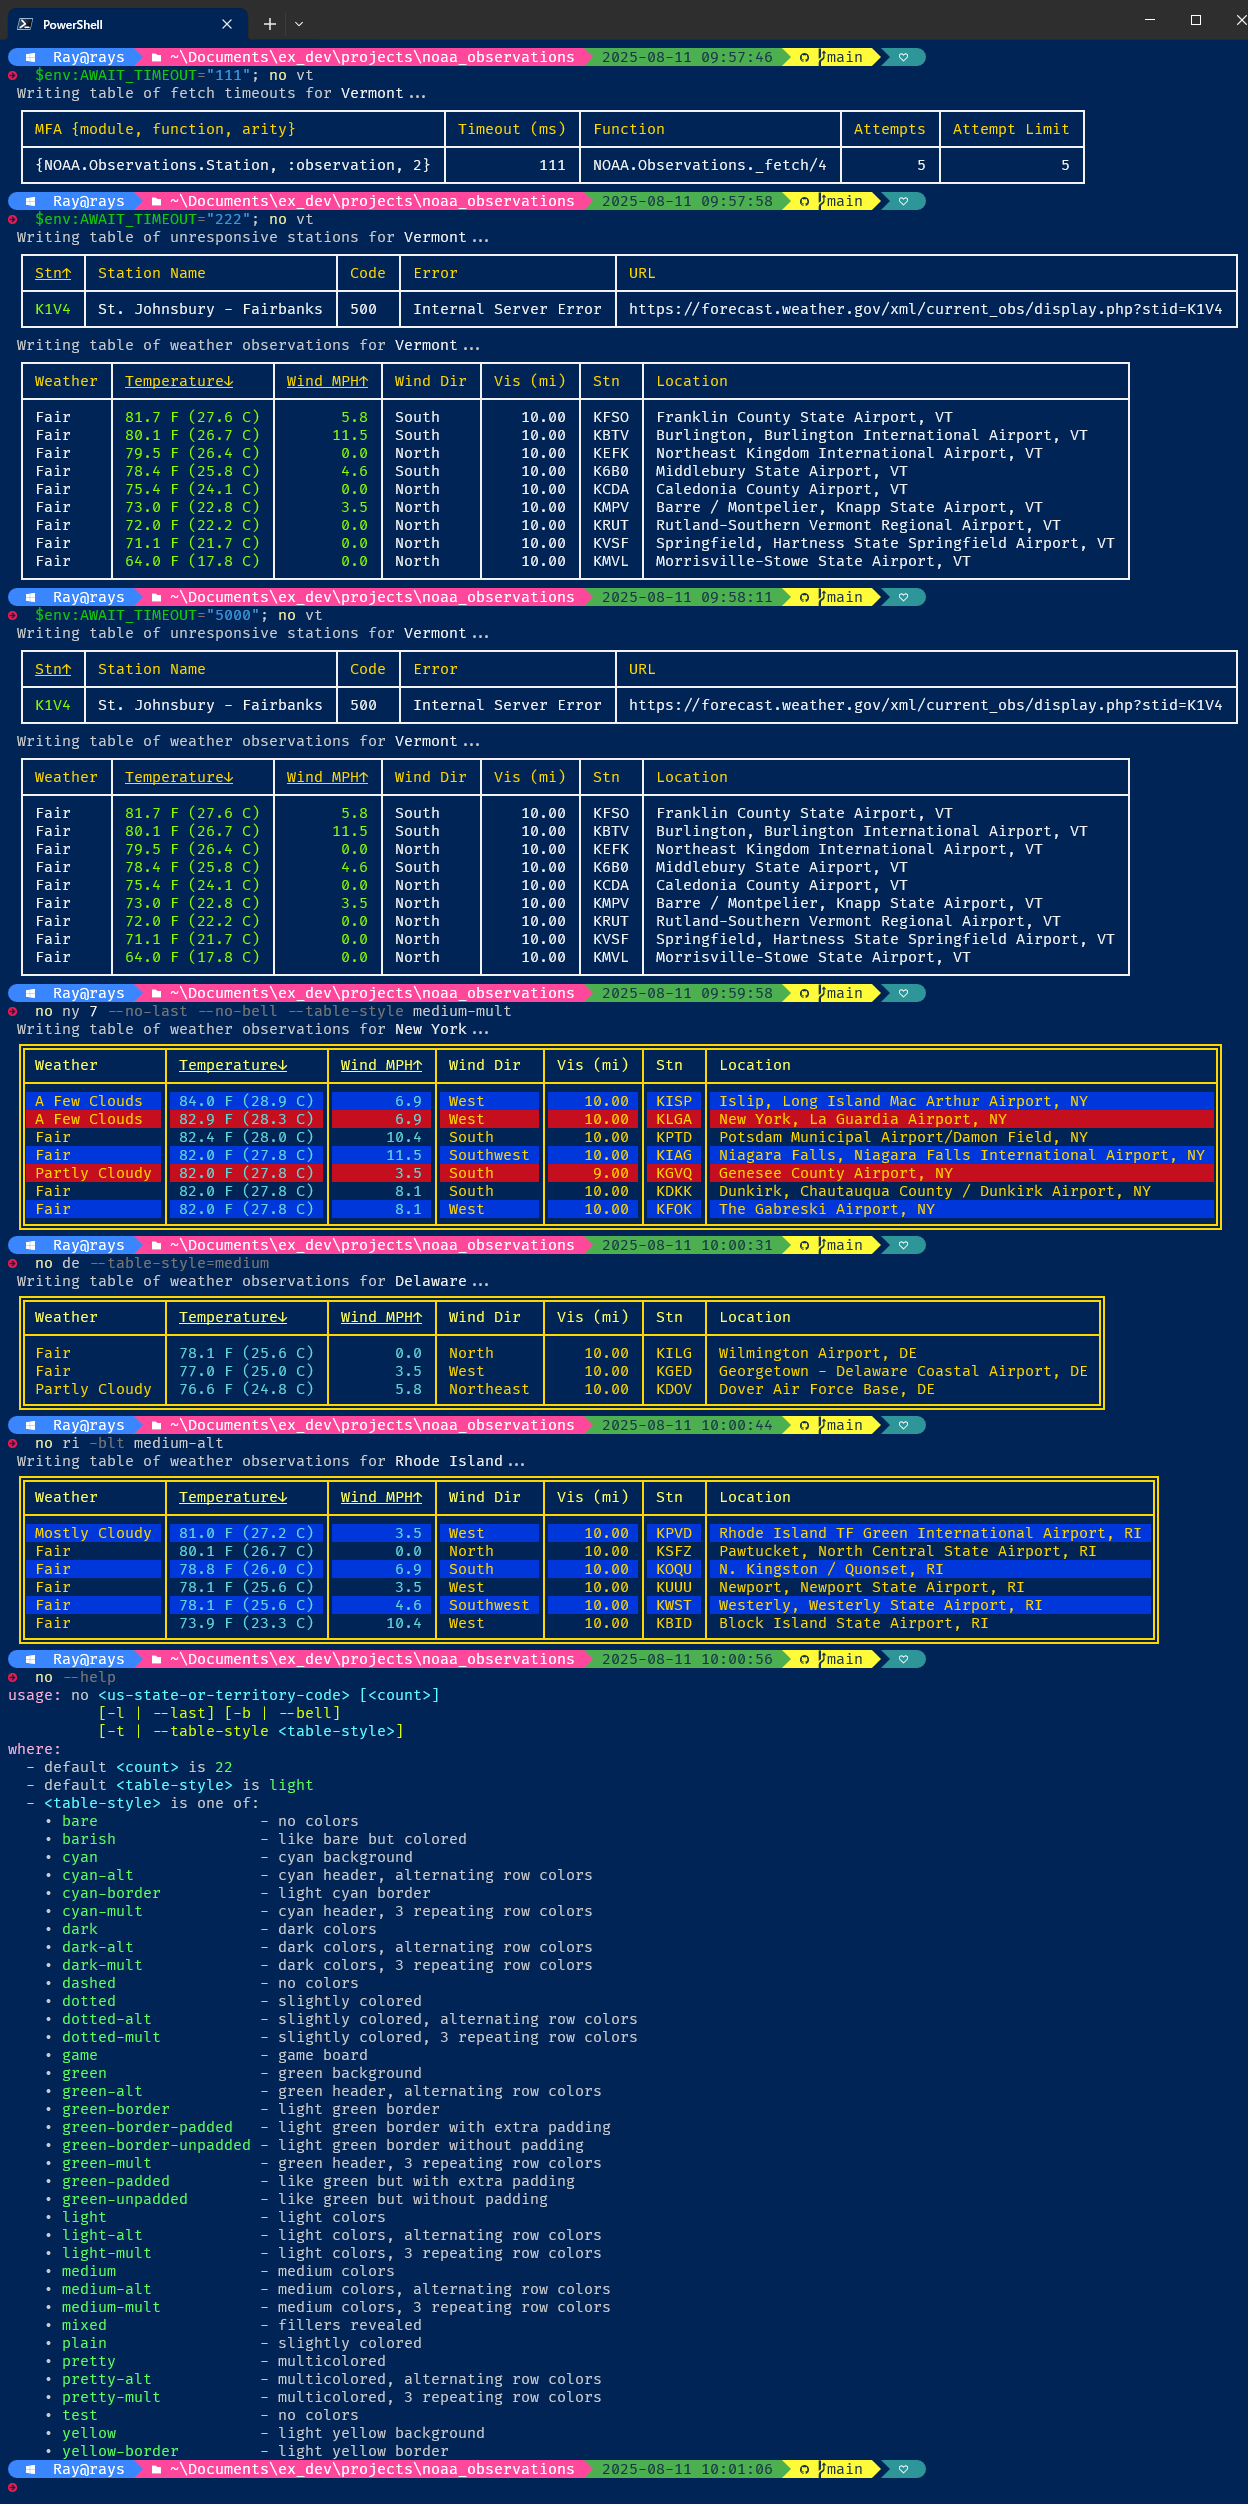 PowerShell
Ray@rays ~\Documents\ex_dev\projects\noaa_observations 2025-08-11 09:57:46 main
$env:AWAIT_TIMEOUT="111"; no vt
Writing table of fetch timeouts for Vermont...
MFA {module, function, arity} Timeout (ms) Function Attempts Attempt Limit
{NOAA.Observations.Station, :observation, 2} 111 NOAA.Observations._fetch/4 5 5
Ray@rays ~\Documents\ex_dev\projects\noaa_observations 2025-08-11 09:57:58 main
$env:AWAIT_TIMEOUT="222"; no vt
Writing table of unresponsive stations for Vermont...
Stn↑ Station Name Code Error URL
K1V4 St. Johnsbury - Fairbanks 500 Internal Server Error https://forecast.weather.gov/xml/current_obs/display.php?stid=K1V4
Writing table of weather observations for Vermont...
Weather Temperature↓ Wind MPH↑ Wind Dir Vis (mi) Stn Location
Fair 81.7 F (27.6 C) 5.8 South 10.00 KFSO Franklin County State Airport, VT
Fair 80.1 F (26.7 C) 11.5 South 10.00 KBTV Burlington, Burlington International Airport, VT
Fair 79.5 F (26.4 C) 0.0 North 10.00 KEFK Northeast Kingdom International Airport, VT
Fair 78.4 F (25.8 C) 4.6 South 10.00 K6B0 Middlebury State Airport, VT
Fair 75.4 F (24.1 C) 0.0 North 10.00 KCDA Caledonia County Airport, VT
Fair 73.0 F (22.8 C) 3.5 North 10.00 KMPV Barre / Montpelier, Knapp State Airport, VT
Fair 72.0 F (22.2 C) 0.0 North 10.00 KRUT Rutland-Southern Vermont Regional Airport, VT
Fair 71.1 F (21.7 C) 0.0 North 10.00 KVSF Springfield, Hartness State Springfield Airport, VT
Fair 64.0 F (17.8 C) 0.0 North 10.00 KMVL Morrisville-Stowe State Airport, VT
Ray@rays ~\Documents\ex_dev\projects\noaa_observations 2025-08-11 09:58:11 main
$env:AWAIT_TIMEOUT="5000"; no vt
Writing table of unresponsive stations for Vermont...
Stn↑ Station Name Code Error URL
K1V4 St. Johnsbury - Fairbanks 500 Internal Server Error https://forecast.weather.gov/xml/current_obs/display.php?stid=K1V4
Writing table of weather observations for Vermont...
Weather Temperature↓ Wind MPH↑ Wind Dir Vis (mi) Stn Location
Fair 81.7 F (27.6 C) 5.8 South 10.00 KFSO Franklin County State Airport, VT
Fair 80.1 F (26.7 C) 11.5 South 10.00 KBTV Burlington, Burlington International Airport, VT
Fair 79.5 F (26.4 C) 0.0 North 10.00 KEFK Northeast Kingdom International Airport, VT
Fair 78.4 F (25.8 C) 4.6 South 10.00 K6B0 Middlebury State Airport, VT
Fair 75.4 F (24.1 C) 0.0 North 10.00 KCDA Caledonia County Airport, VT
Fair 73.0 F (22.8 C) 3.5 North 10.00 KMPV Barre / Montpelier, Knapp State Airport, VT
Fair 72.0 F (22.2 C) 0.0 North 10.00 KRUT Rutland-Southern Vermont Regional Airport, VT
Fair 71.1 F (21.7 C) 0.0 North 10.00 KVSF Springfield, Hartness State Springfield Airport, VT
Fair 64.0 F (17.8 C) 0.0 North 10.00 KMVL Morrisville-Stowe State Airport, VT
Ray@rays ~\Documents\ex_dev\projects\noaa_observations 2025-08-11 09:59:58 main
no ny 7 --no-last --no-bell --table-style medium-mult
Writing table of weather observations for New York...
Weather Temperature↓ Wind MPH↑ Wind Dir Vis (mi) Stn Location
A Few Clouds 84.0 F (28.9 C) 6.9 West 10.00 KISP Islip, Long Island Mac Arthur Airport, NY
A Few Clouds 82.9 F (28.3 C) 6.9 West 10.00 KLGA New York, La Guardia Airport, NY
Fair 82.4 F (28.0 C) 10.4 South 10.00 KPTD Potsdam Municipal Airport/Damon Field, NY
Fair 82.0 F (27.8 C) 11.5 Southwest 10.00 KIAG Niagara Falls, Niagara Falls International Airport, NY
Partly Cloudy 82.0 F (27.8 C) 3.5 South 9.00 KGVQ Genesee County Airport, NY
Fair 82.0 F (27.8 C) 8.1 South 10.00 KDKK Dunkirk, Chautauqua County / Dunkirk Airport, NY
Fair 82.0 F (27.8 C) 8.1 West 10.00 KFOK The Gabreski Airport, NY
Ray@rays ~\Documents\ex_dev\projects\noaa_observations 2025-08-11 10:00:31 main
no de --table-style=medium
Writing table of weather observations for Delaware...
Weather Temperature↓ Wind MPH↑ Wind Dir Vis (mi) Stn Location
Fair 78.1 F (25.6 C) 0.0 North 10.00 KILG Wilmington Airport, DE
Fair 77.0 F (25.0 C) 3.5 West 10.00 KGED Georgetown - Delaware Coastal Airport, DE
Partly Cloudy 76.6 F (24.8 C) 5.8 Northeast 10.00 KDOV Dover Air Force Base, DE
Ray@rays ~\Documents\ex_dev\projects\noaa_observations 2025-08-11 10:00:44 main
no ri -blt medium-alt
Writing table of weather observations for Rhode Island...
Weather Temperature↓ Wind MPH↑ Wind Dir Vis (mi) Stn Location
Mostly Cloudy 81.0 F (27.2 C) 3.5 West 10.00 KPVD Rhode Island TF Green International Airport, RI
Fair 80.1 F (26.7 C) 0.0 North 10.00 KSFZ Pawtucket, North Central State Airport, RI
Fair 78.8 F (26.0 C) 6.9 South 10.00 KOQU N. Kingston / Quonset, RI
Fair 78.1 F (25.6 C) 3.5 West 10.00 KUUU Newport, Newport State Airport, RI
Fair 78.1 F (25.6 C) 4.6 Southwest 10.00 KWST Westerly, Westerly State Airport, RI
Fair 73.9 F (23.3 C) 10.4 West 10.00 KBID Block Island State Airport, RI
Ray@rays ~\Documents\ex_dev\projects\noaa_observations 2025-08-11 10:00:56 main
no --help
usage: no <us-state-or-territory-code> [<count>]
[-l | --last] [-b | --bell]
[-t | --table-style <table-style>]
where:
- default <count> is 22
- default <table-style> is light
- <table-style> is one of:
• bare - no colors
• barish - like bare but colored
• cyan - cyan background
• cyan-alt - cyan header, alternating row colors
• cyan-border - light cyan border
• cyan-mult - cyan header, 3 repeating row colors
• dark - dark colors
• dark-alt - dark colors, alternating row colors
• dark-mult - dark colors, 3 repeating row colors
• dashed - no colors
• dotted - slightly colored
• dotted-alt - slightly colored, alternating row colors
• dotted-mult - slightly colored, 3 repeating row colors
• game - game board
• green - green background
• green-alt - green header, alternating row colors
• green-border - light green border
• green-border-padded - light green border with extra padding
• green-border-unpadded - light green border without padding
• green-mult - green header, 3 repeating row colors
• green-padded - like green but with extra padding
• green-unpadded - like green but without padding
• light - light colors
• light-alt - light colors, alternating row colors
• light-mult - light colors, 3 repeating row colors
• medium - medium colors
• medium-alt - medium colors, alternating row colors
• medium-mult - medium colors, 3 repeating row colors
• mixed - fillers revealed
• plain - slightly colored
• pretty - multicolored
• pretty-alt - multicolored, alternating row colors
• pretty-mult - multicolored, 3 repeating row colors
• test - no colors
• yellow - light yellow background
• yellow-border - light yellow border
Ray@rays ~\Documents\ex_dev\projects\noaa_observations 2025-08-11 10:01:06 main